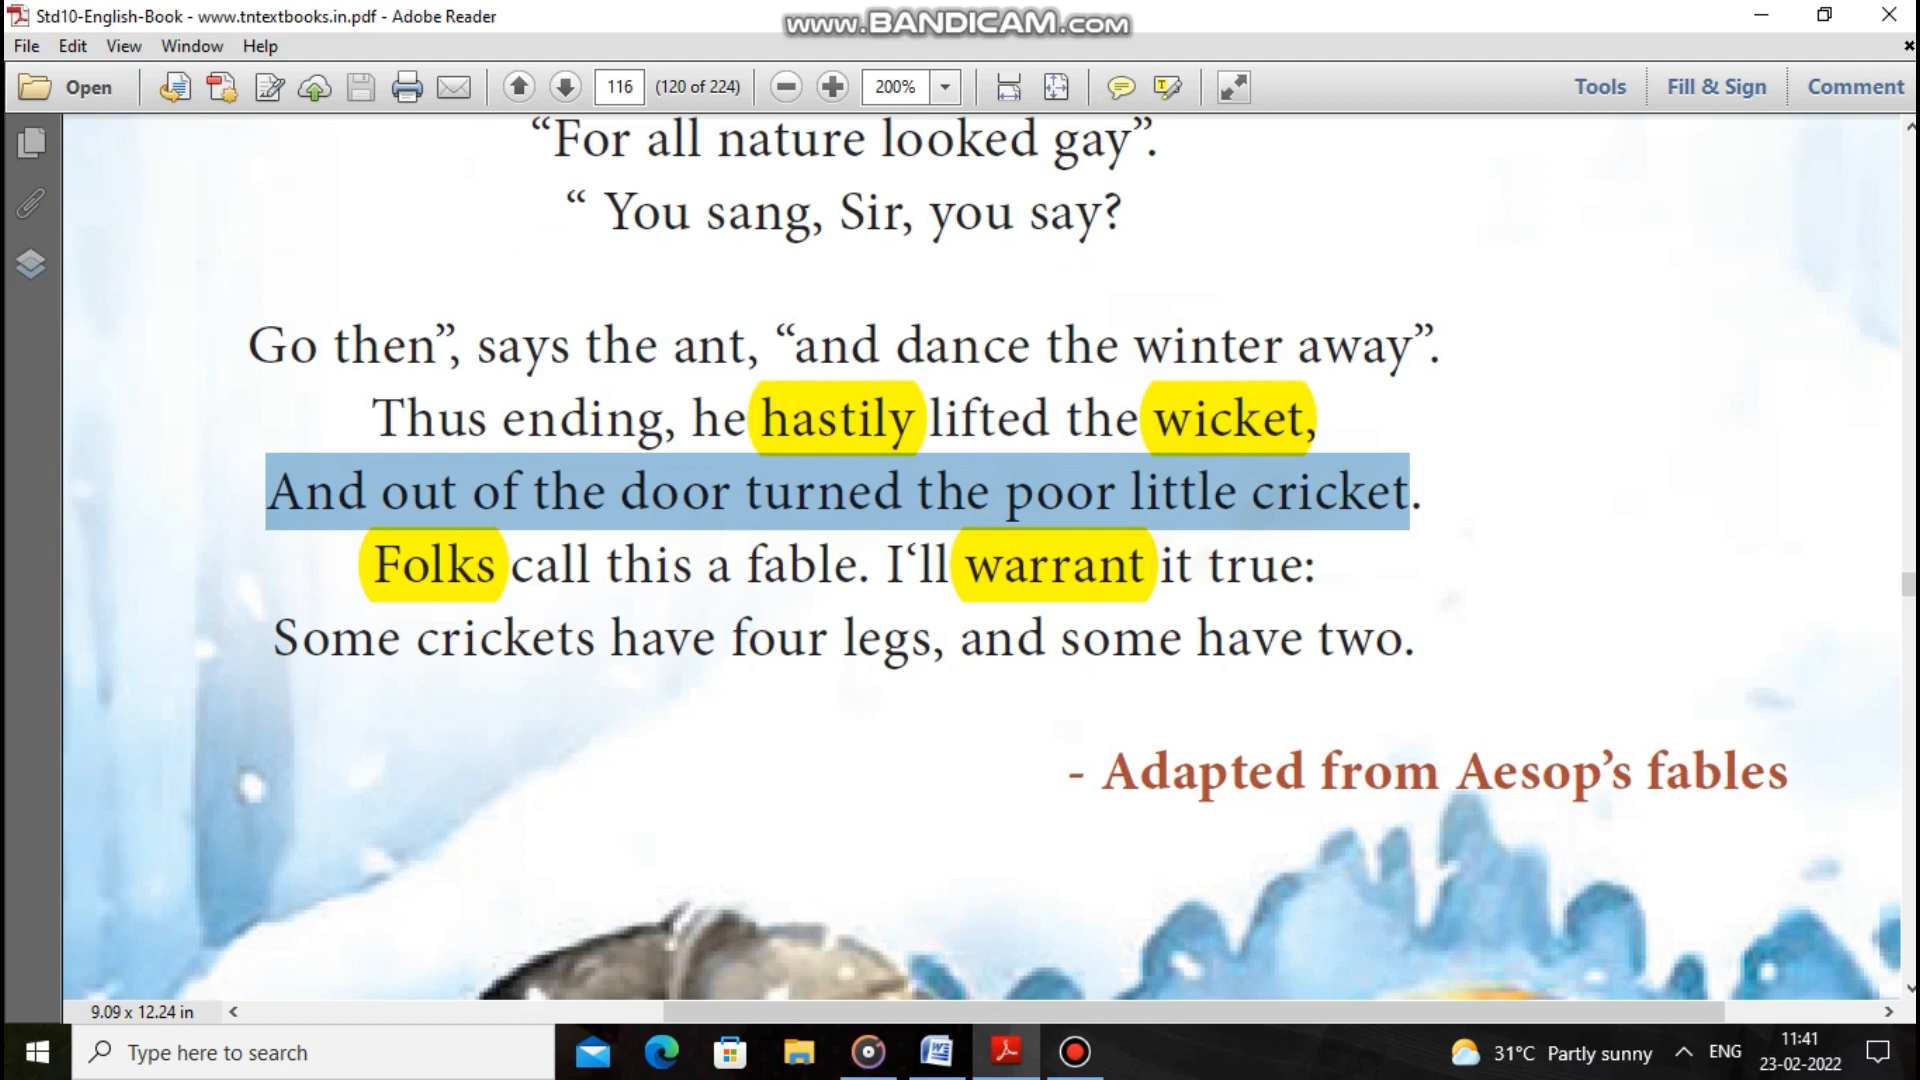 Std10-English-Book - www.tntextbooks.in.pdf - Adobe Reader
www.BANDICAM.com
File Edit View Window Help
Open 116 (120 of 224) 200% Tools Fill & Sign Comment
“For all nature looked gay”.
“ You sang, Sir, you say?
Go then”, says the ant, “and dance the winter away”.
Thus ending, he hastily lifted the wicket,
And out of the door turned the poor little cricket.
Folks call this a fable. I‘ll warrant it true:
Some crickets have four legs, and some have two.
- Adapted from Aesop’s fables
9.09 x 12.24 in
Type here to search
31°C Partly sunny
ENG
11:41
23-02-2022